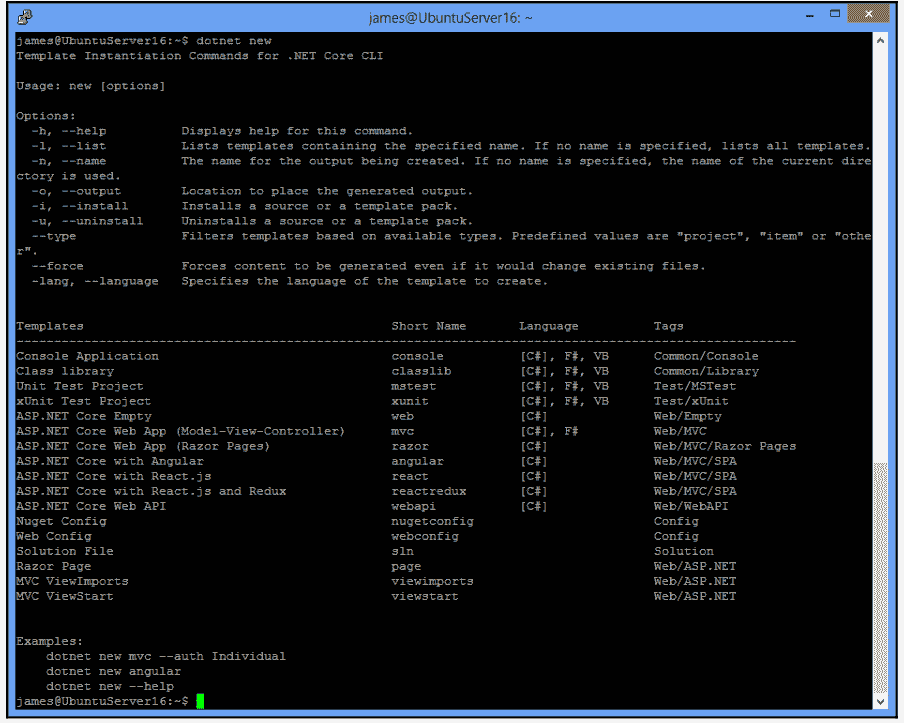 james@UbuntuServer16: ~
james@UbuntuServer16:~$ dotnet new
Template Instantiation Commands for .NET Core CLI
Usage: new [options]
Options:
-h, --help Displays help for this command.
-l, --list Lists templates containing the specified name. If no name is specified, lists all templates.
-n, --name The name for the output being created. If no name is specified, the name of the current dire
ctory is used.
-o, --output Location to place the generated output.
-i, --install Installs a source or a template pack.
-u, --uninstall Uninstalls a source or a template pack.
--type Filters templates based on available types. Predefined values are "project", "item" or "othe
r".
--force Forces content to be generated even if it would change existing files.
-lang, --language Specifies the language of the template to create.
Templates Short Name Language Tags
--------------------------------------------------------------------------------------------------------
Console Application console [C#], F#, VB Common/Console
Class library classlib [C#], F#, VB Common/Library
Unit Test Project mstest [C#], F#, VB Test/MSTest
xUnit Test Project xunit [C#], F#, VB Test/xUnit
ASP.NET Core Empty web [C#] Web/Empty
ASP.NET Core Web App (Model-View-Controller) mvc [C#], F# Web/MVC
ASP.NET Core Web App (Razor Pages) razor [C#] Web/MVC/Razor Pages
ASP.NET Core with Angular angular [C#] Web/MVC/SPA
ASP.NET Core with React.js react [C#] Web/MVC/SPA
ASP.NET Core with React.js and Redux reactredux [C#] Web/MVC/SPA
ASP.NET Core Web API webapi [C#] Web/WebAPI
Nuget Config nugetconfig Config
Web Config webconfig Config
Solution File sln Solution
Razor Page page Web/ASP.NET
MVC ViewImports viewimports Web/ASP.NET
MVC ViewStart viewstart Web/ASP.NET
Examples:
dotnet new mvc --auth Individual
dotnet new angular
dotnet new --help
james@UbuntuServer16:~$